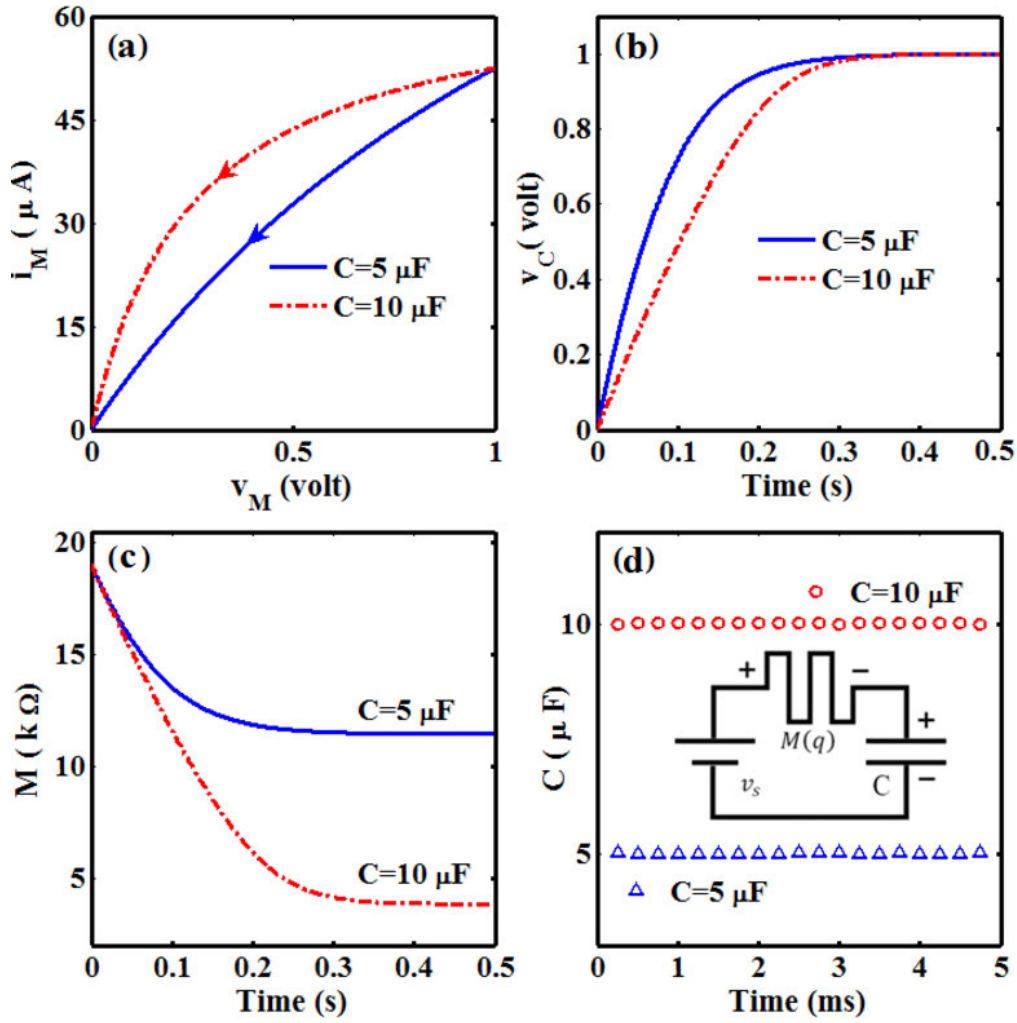 (a)
60
45
30
15
0
i_M ( μ A)
C=5 μF
C=10 μF
0 0.5 1
v_M (volt)
(b)
1
0.8
0.6
0.4
0.2
0
v_C( volt)
C=5 μF
C=10 μF
0 0.1 0.2 0.3 0.4 0.5
Time (s)
(c)
20
15
10
5
M ( k Ω)
C=5 μF
C=10 μF
0 0.1 0.2 0.3 0.4 0.5
Time (s)
(d)
C=10 μF
10
5
C ( μ F)
+ −
M(q)
+
v_s C
−
C=5 μF
0 1 2 3 4 5
Time (ms)